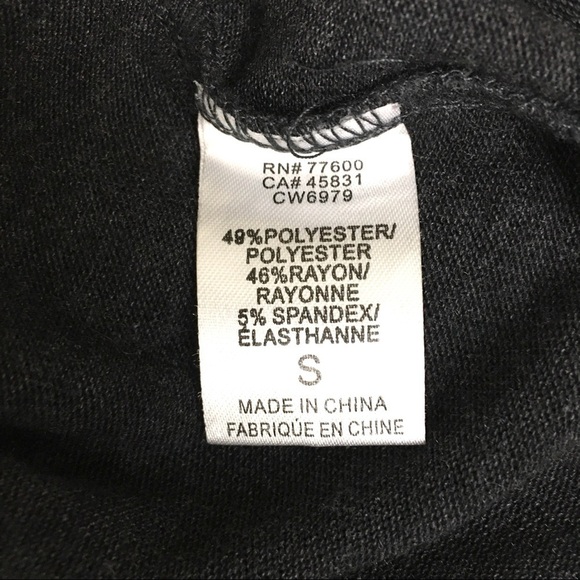 RN# 77600
CA# 45831
CW6979
49%POLYESTER/
POLYESTER
46%RAYON/
RAYONNE
5% SPANDEX/
ÉLASTHANNE
S
MADE IN CHINA
FABRIQÚE EN CHINE